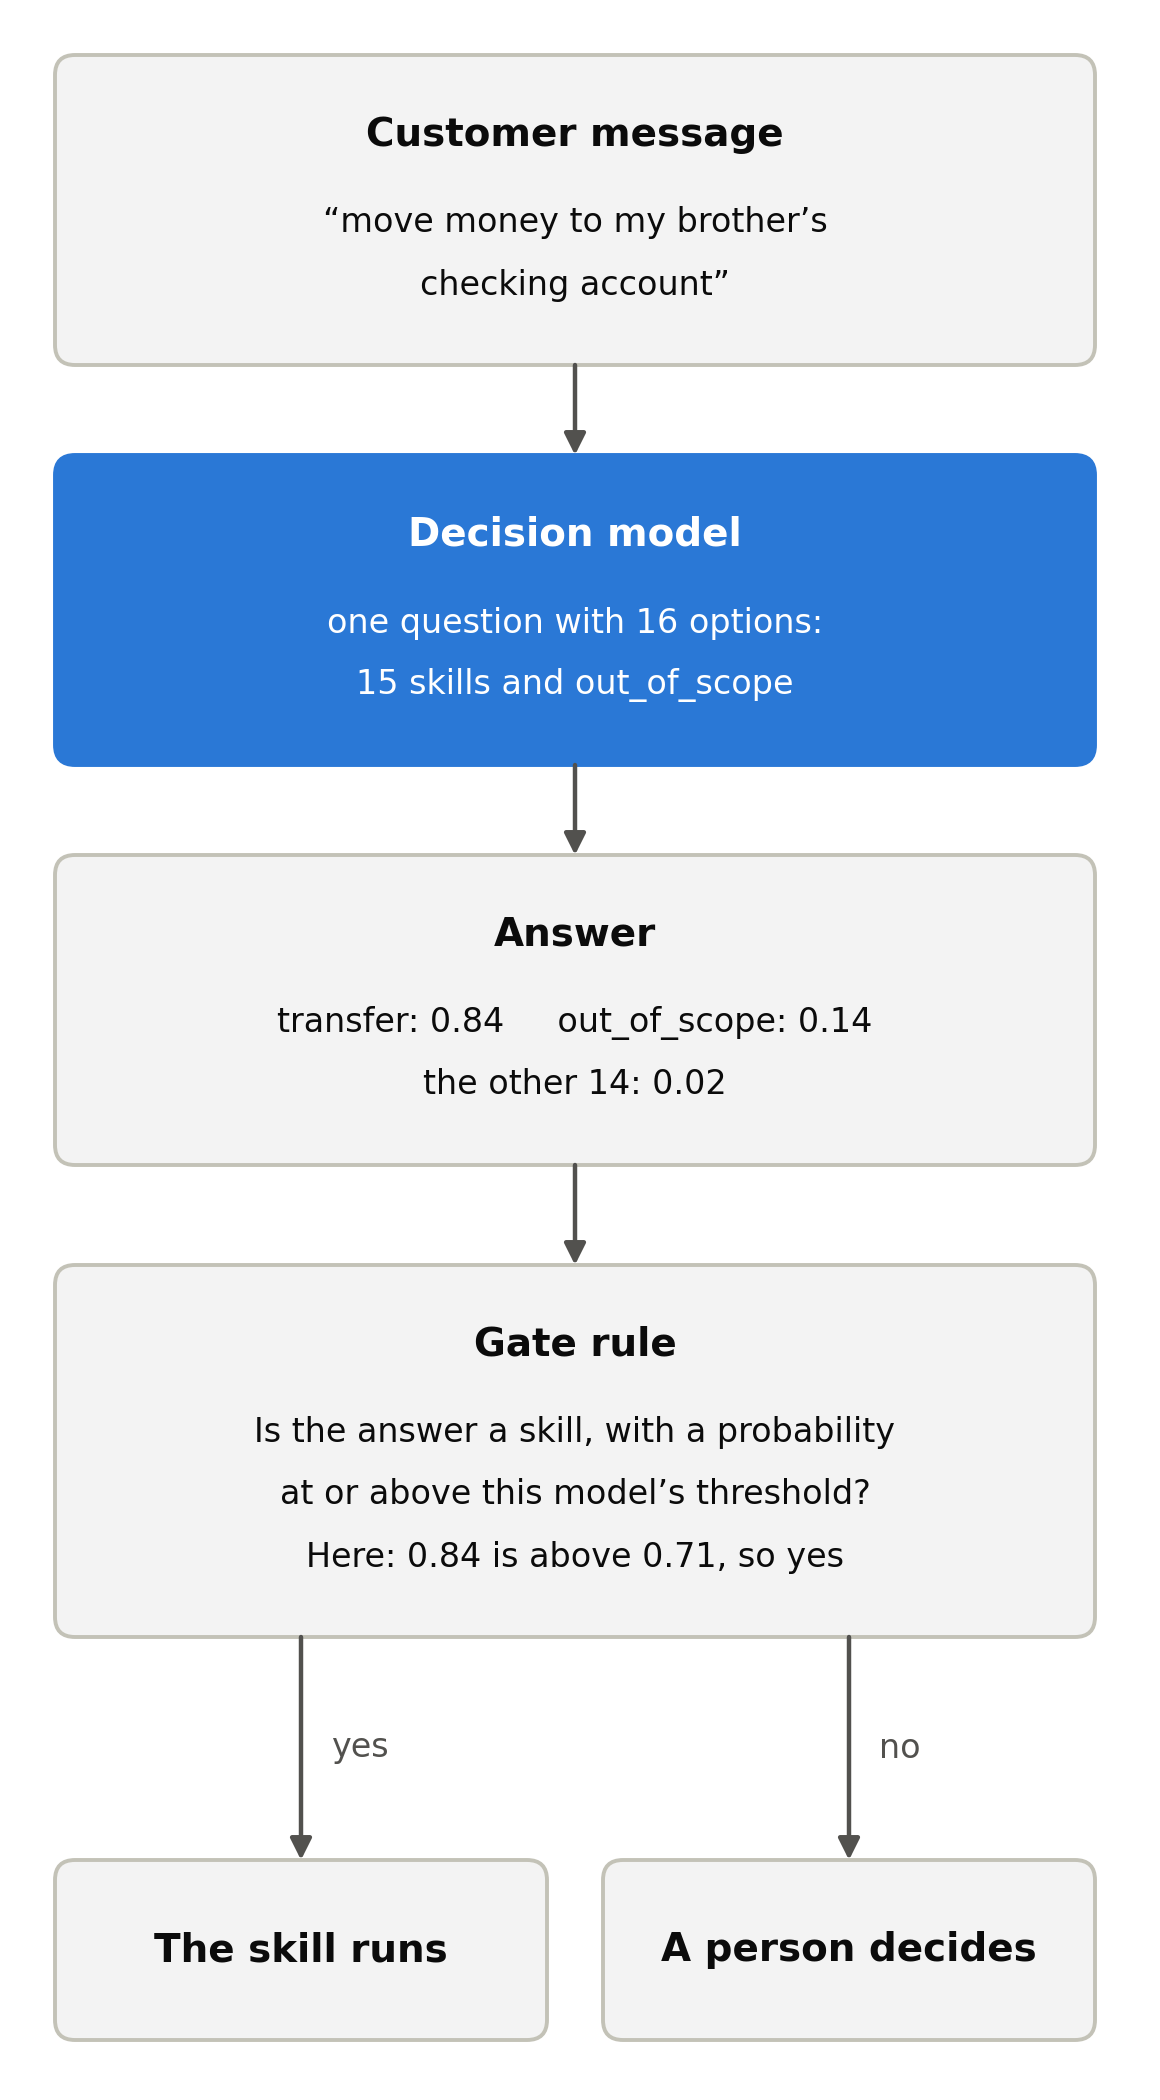 Customer message
“move money to my brother’s
checking account”
Decision model
one question with 16 options:
15 skills and out_of_scope
Answer
transfer: 0.84     out_of_scope: 0.14
the other 14: 0.02
Gate rule
Is the answer a skill, with a probability
at or above this model’s threshold?
Here: 0.84 is above 0.71, so yes
yes
no
The skill runs
A person decides